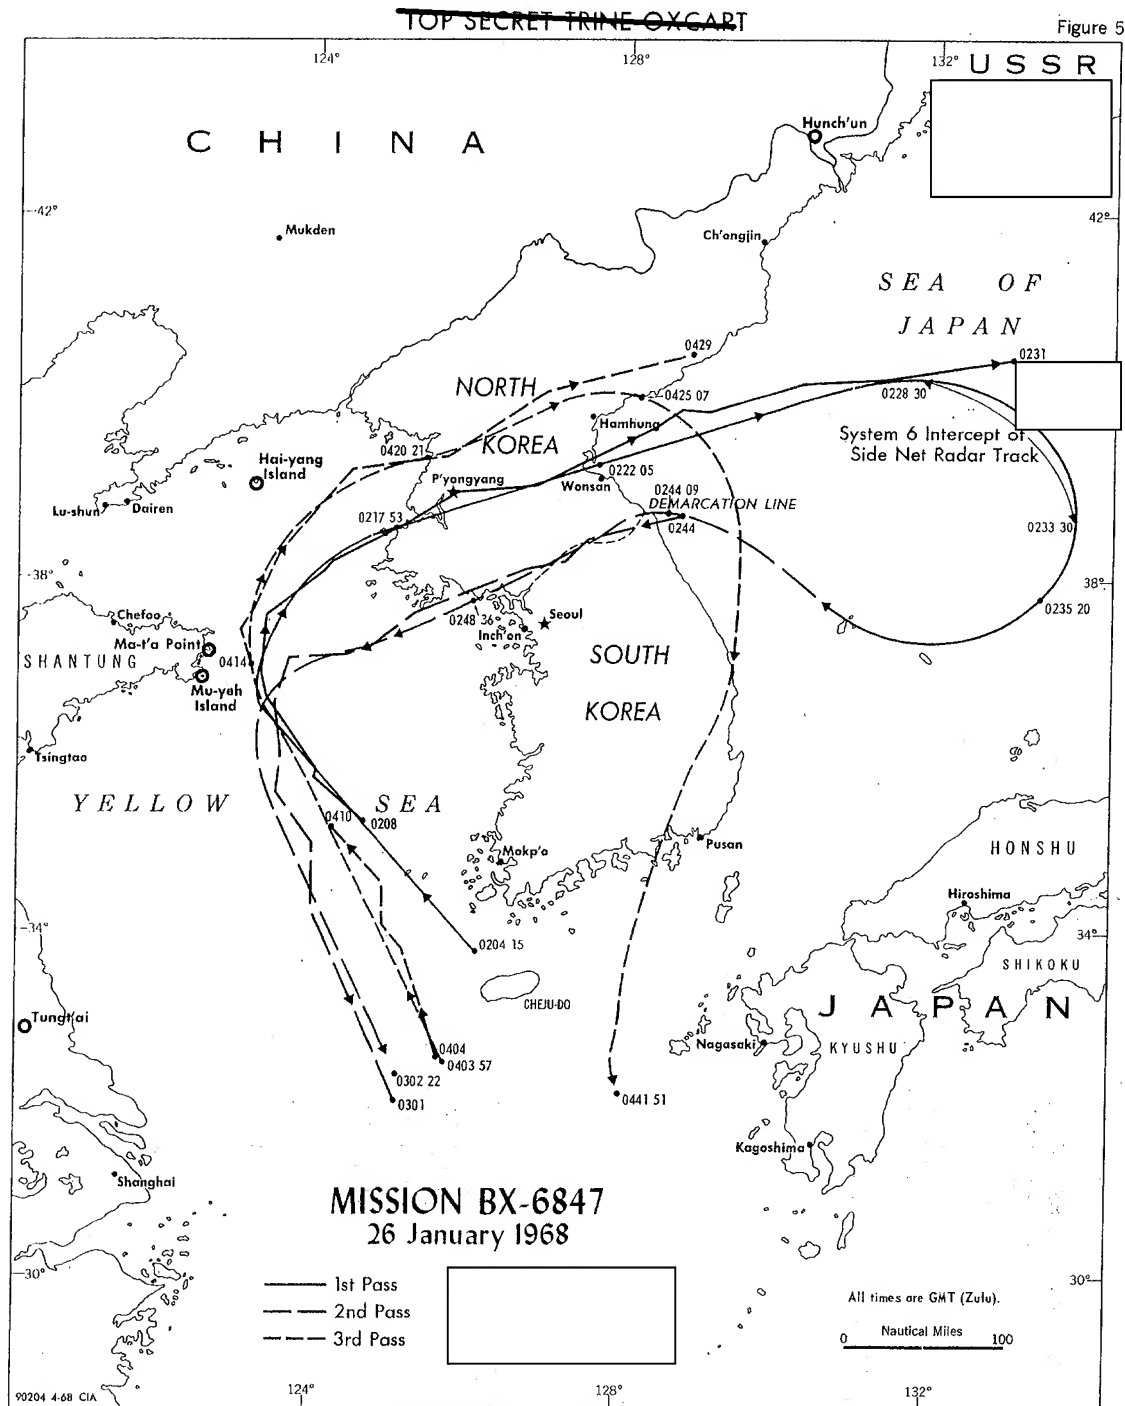 TOP SECRET TRINE OXCART
Figure 5
124°
128°
132°
USSR
CHINA
Hunch'un
42°
42°
Mukden
Ch'ongjin
SEA OF
JAPAN
0429
0231
NORTH
KOREA
0425 07
0228 30
Hamhung
System 6 Intercept of
Side Net Radar Track
0420 21
Hai-yang
Island
P'yongyang
0222 05
Wonsan
0244 09
DEMARCATION LINE
0244
Lu-shun
Dairen
0217 53
0233 30
38°
38°
0235 20
Chefoo
0248 36
Seoul
Inch'on
Ma-t'a Point
SHANTUNG
0414
Mu-yeh
Island
SOUTH
KOREA
Tsingtao
YELLOW SEA
0410
0208
Pusan
Mokp'o
HONSHU
Hiroshima
34°
34°
0204 15
SHIKOKU
CHEJU-DO
JAPAN
Tungt'ai
Nagasaki
KYUSHU
0404
0403 57
0302 22
0301
0441 51
Kagoshima
Shanghai
MISSION BX-6847
26 January 1968
30°
30°
1st Pass
2nd Pass
3rd Pass
All times are GMT (Zulu).
Nautical Miles
0 100
90204 4-68 CIA
124°
128°
132°